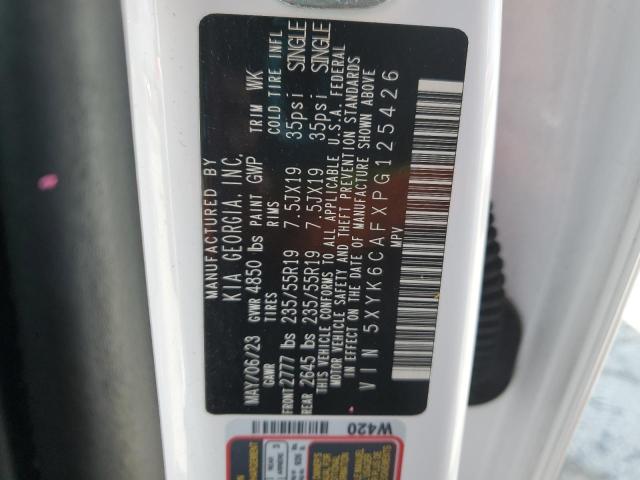 MANUFACTURED BY
KIA GEORGIA, INC.
MAY/06/23 GVWR 4850 lbs PAINT GWP TRIM WK
GAWR TIRES RIMS COLD TIRE INFL
FRONT 2777 lbs 235/55R19 7.5JX19 35psi SINGLE
REAR 2645 lbs 235/55R19 7.5JX19 35psi SINGLE
THIS VEHICLE CONFORMS TO ALL APPLICABLE U.S.A. FEDERAL
MOTOR VEHICLE SAFETY AND THEFT PREVENTION STANDARDS
IN EFFECT ON THE DATE OF MANUFACTURE SHOWN ABOVE
VIN 5XYK6CAFXPG125426
MPV
W420